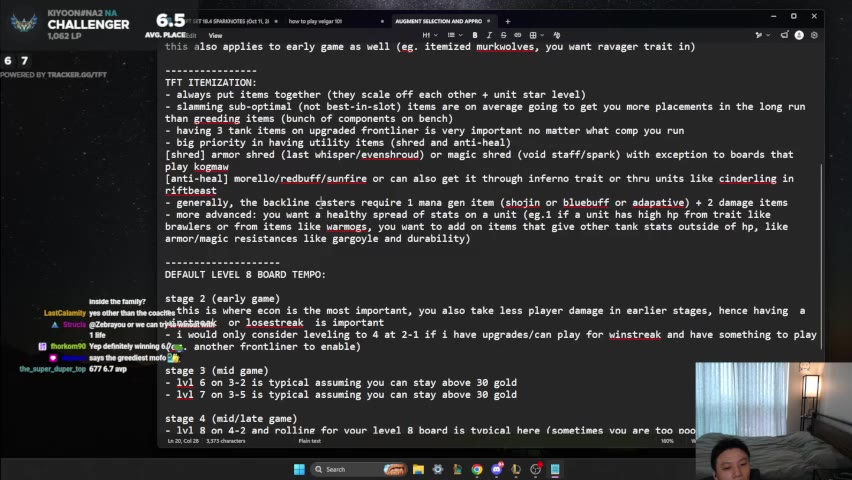 KIYOON#NA2 NA
CHALLENGER
1,062 LP
6.5
AVG. PLACE
6 7
POWERED BY TRACKER.GG/TFT
GIT 18.4 SPARKNOTES (Oct 11, 2
how to play veigar 101
AUGMENT SELECTION AND APPRC
Edit View
H1
this also applies to early game as well (eg. itemized murkwolves, you want ravager trait in)
----------------
TFT ITEMIZATION:
- always put items together (they scale off each other + unit star level)
- slamming sub-optimal (not best-in-slot) items are on average going to get you more placements in the long run
than greeding items (bunch of components on bench)
- having 3 tank items on upgraded frontliner is very important no matter what comp you run
- big priority in having utility items (shred and anti-heal)
[shred] armor shred (last whisper/evenshroud) or magic shred (void staff/spark) with exception to boards that
play kogmaw
[anti-heal] morello/redbuff/sunfire or can also get it through inferno trait or thru units like cinderling in
riftbeast
- generally, the backline casters require 1 mana gen item (shojin or bluebuff or adapative) + 2 damage items
- more advanced: you want a healthy spread of stats on a unit (eg.1 if a unit has high hp from trait like
brawlers or from items like warmogs, you want to add on items that give other tank stats outside of hp, like
armor/magic resistances like gargoyle and durability)
--------------------
DEFAULT LEVEL 8 BOARD TEMPO:
stage 2 (early game)
- this is where econ is the most important, you also take less player damage in earlier stages, hence having a
winstreak or losestreak is important
- i would only consider leveling to 4 at 2-1 if i have upgrades/can play for winstreak and have something to play
another frontliner to enable)
stage 3 (mid game)
- lvl 6 on 3-2 is typical assuming you can stay above 30 gold
- lvl 7 on 3-5 is typical assuming you can stay above 30 gold
stage 4 (mid/late game)
- lvl 8 on 4-2 and rolling for your level 8 board is typical here (sometimes you are too poor
inside the family?
LastCalamity yes other than the coaches
Strucla @Zebrayou or we can try to winout with
1 life
thorkom90 Yep definitely winning 6
says the greediest mofo
the_super_duper_top: 677 6.7 avp
Ln 20, Col 28
3,373 characters
Plain text
160%
Search